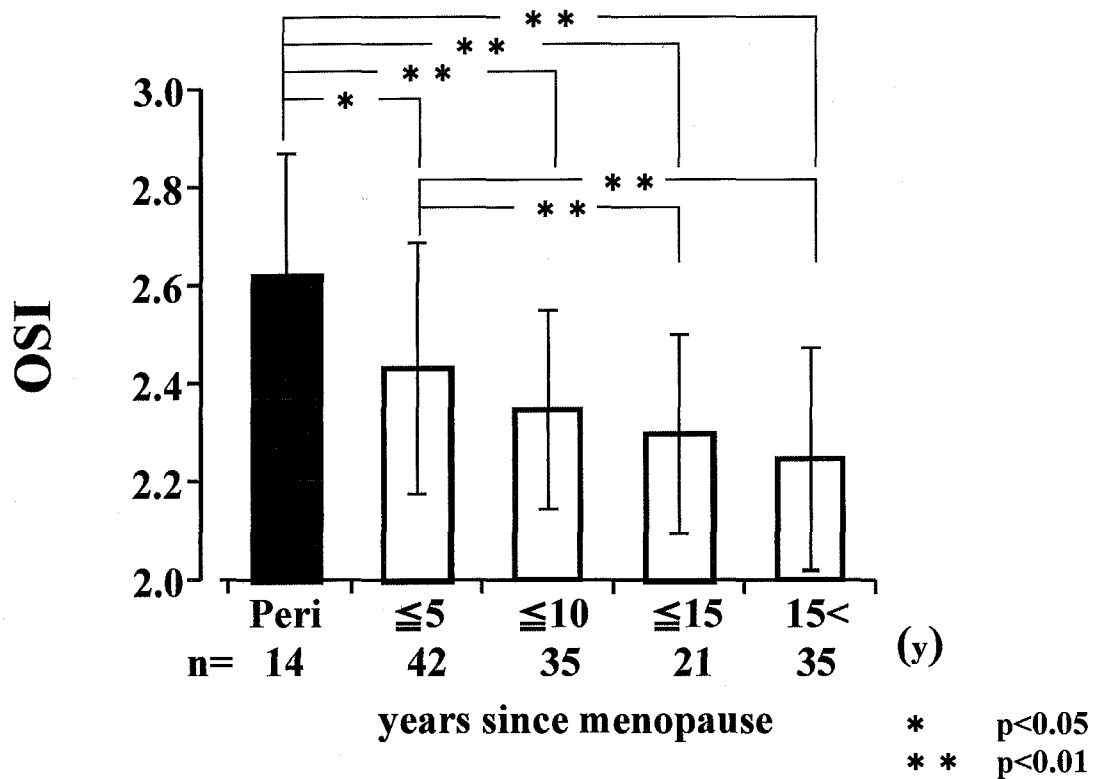 * *
* *
* *
*
* *
* *
OSI
3.0
2.8
2.6
2.4
2.2
2.0
Peri ≦5 ≦10 ≦15 15<
n= 14 42 35 21 35 (y)
years since menopause
* p<0.05
* * p<0.01